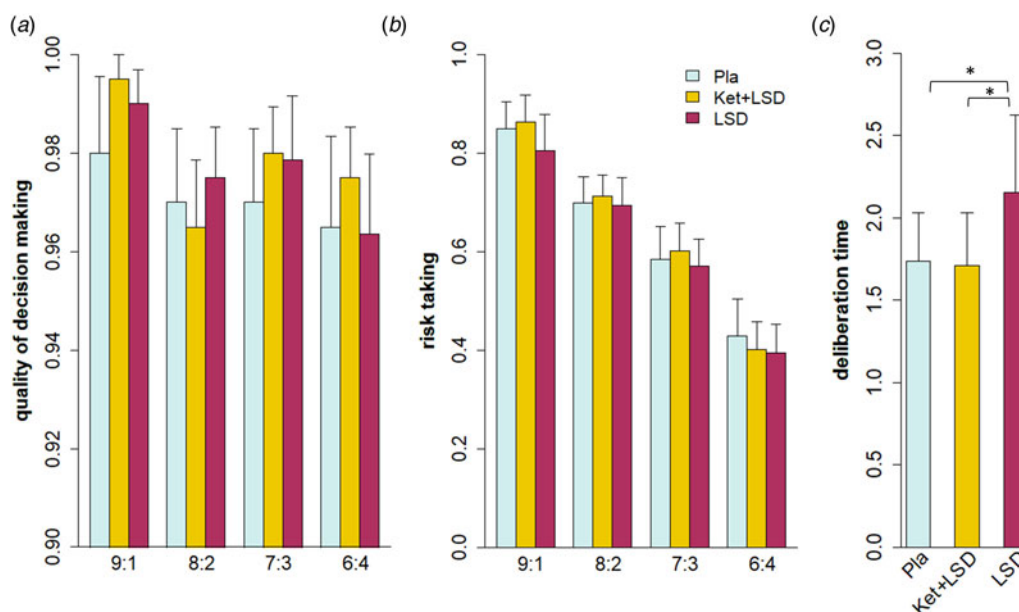 (a)
quality of decision making
1.00
0.98
0.96
0.94
0.92
0.90
9:1 8:2 7:3 6:4
(b)
risk taking
1.0
0.8
0.6
0.4
0.2
0.0
Pla
Ket+LSD
LSD
9:1 8:2 7:3 6:4
(c)
deliberation time
3.0
2.5
2.0
1.5
1.0
0.5
0.0
*
*
Pla
Ket+LSD
LSD